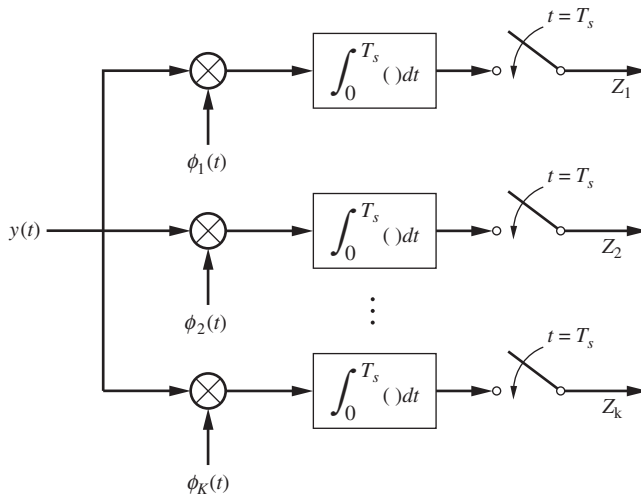 t = T_s
∫_0^{T_s} ( )dt
Z_1
ϕ_1(t)
t = T_s
y(t)
∫_0^{T_s} ( )dt
Z_2
ϕ_2(t)
⋮
t = T_s
∫_0^{T_s} ( )dt
Z_k
ϕ_K(t)